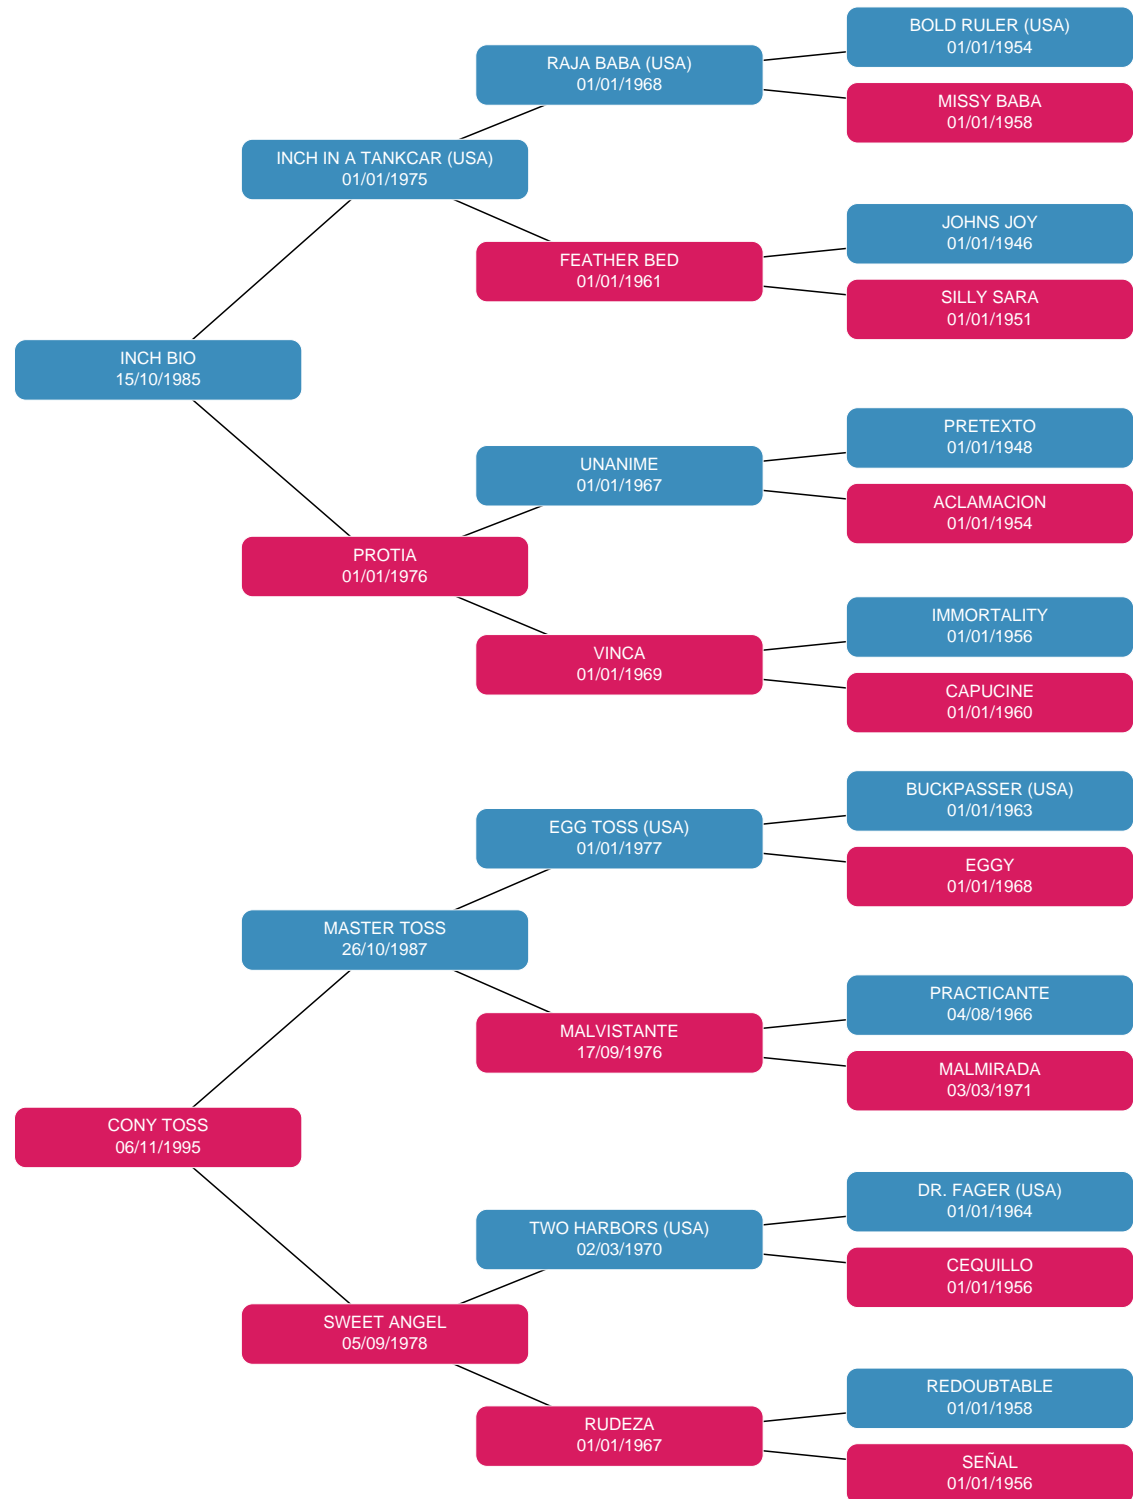 BOLD RULER (USA)
01/01/1954
RAJA BABA (USA)
01/01/1968
MISSY BABA
01/01/1958
INCH IN A TANKCAR (USA)
01/01/1975
JOHNS JOY
01/01/1946
FEATHER BED
01/01/1961
SILLY SARA
01/01/1951
INCH BIO
15/10/1985
PRETEXTO
01/01/1948
UNANIME
01/01/1967
ACLAMACION
01/01/1954
PROTIA
01/01/1976
IMMORTALITY
01/01/1956
VINCA
01/01/1969
CAPUCINE
01/01/1960
BUCKPASSER (USA)
01/01/1963
EGG TOSS (USA)
01/01/1977
EGGY
01/01/1968
MASTER TOSS
26/10/1987
PRACTICANTE
04/08/1966
MALVISTANTE
17/09/1976
MALMIRADA
03/03/1971
CONY TOSS
06/11/1995
DR. FAGER (USA)
01/01/1964
TWO HARBORS (USA)
02/03/1970
CEQUILLO
01/01/1956
SWEET ANGEL
05/09/1978
REDOUBTABLE
01/01/1958
RUDEZA
01/01/1967
SEÑAL
01/01/1956